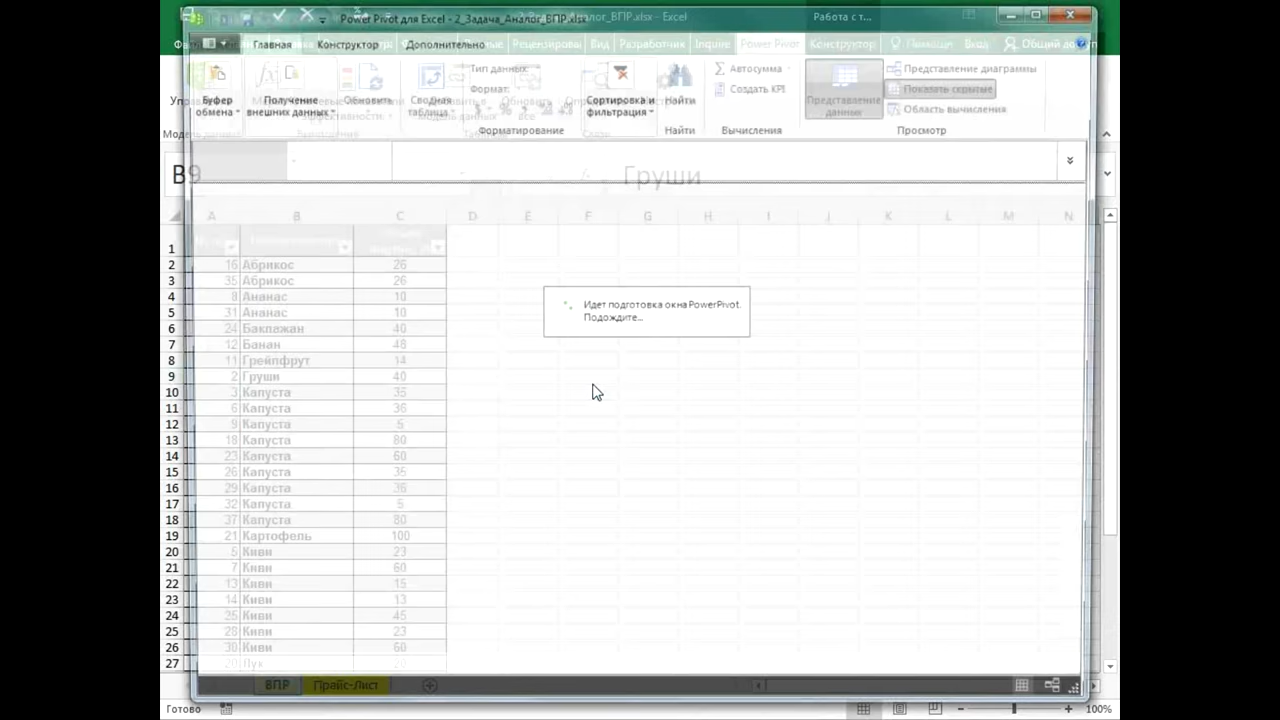 Power Pivot для Excel - 2_Задача_Аналог_ВПР.xlsx
ог_ВПР.xlsx - Excel
Работа с т...
Главная
Конструктор
Дополнительно
Рецензирова
Вид
Разработчик
Inquire
Power Pivot
Конструктор
Вход
Общий до
Буфер обмена
Получение внешних данных
Обновить
Сводная таблица
Тип данных
Формат:
Форматирование
Сортировка и фильтрация
Найти
Найти
Автосумма
Создать KPI
Вычисления
Представление данных
Представление диаграммы
Показать скрытые
Область вычисления
Просмотр
B9
Груши
A B C D E F G H I J K L M N
1
2 16 Абрикос 26
3 35 Абрикос 26
4 8 Ананас 10
5 31 Ананас 10
6 24 Баклажан 40
7 12 Банан 48
8 11 Грейпфрут 14
9 2 Груши 40
10 3 Капуста 35
11 6 Капуста 36
12 9 Капуста 5
13 18 Капуста 80
14 23 Капуста 60
15 26 Капуста 35
16 29 Капуста 36
17 32 Капуста 5
18 37 Капуста 80
19 21 Картофель 100
20 5 Киви 23
21 7 Киви 60
22 13 Киви 15
23 14 Киви 13
24 25 Киви 45
25 28 Киви 23
26 30 Киви 60
27 20 Лук 20
Идет подготовка окна PowerPivot.
Подождите...
ВПР
Прайс-Лист
Готово
100%